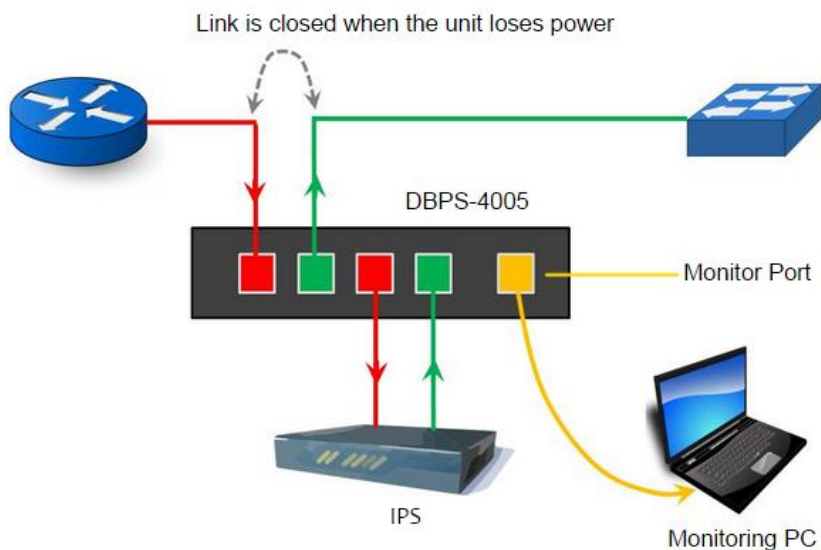 Link is closed when the unit loses power
DBPS-4005
Monitor Port
IPS
Monitoring PC